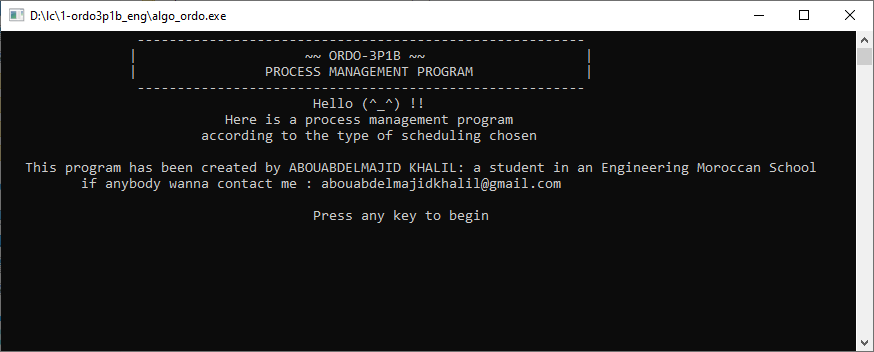 D:\lc\1-ordo3p1b_eng\algo_ordo.exe
--------------------------------------------------------
| ~~ ORDO-3P1B ~~ |
| PROCESS MANAGEMENT PROGRAM |
--------------------------------------------------------
Hello (^_^) !!
Here is a process management program
according to the type of scheduling chosen
This program has been created by ABOUABDELMAJID KHALIL: a student in an Engineering Moroccan School
if anybody wanna contact me : abouabdelmajidkhalil@gmail.com
Press any key to begin